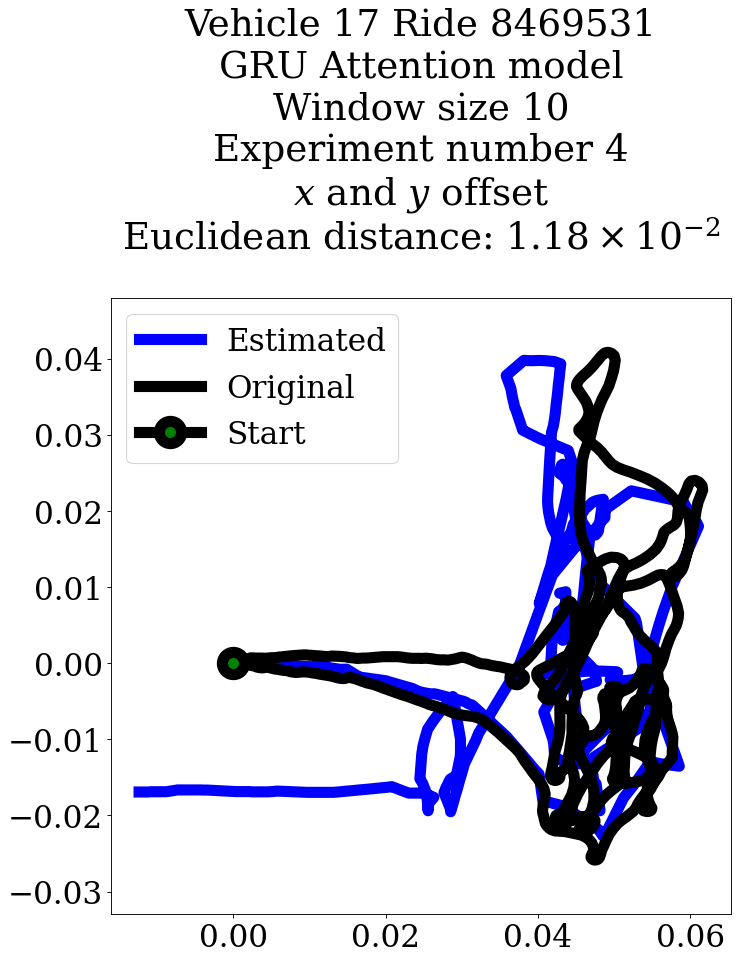 Vehicle 17 Ride 8469531
GRU Attention model
Window size 10
Experiment number 4
x and y offset
Euclidean distance: 1.18 × 10⁻²
Estimated
Original
Start
0.04
0.03
0.02
0.01
0.00
−0.01
−0.02
−0.03
0.00 0.02 0.04 0.06